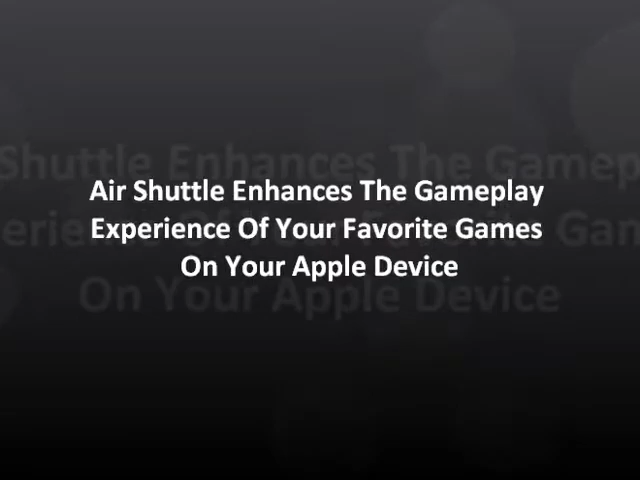 Air Shuttle Enhances The Gameplay
Experience Of Your Favorite Games
On Your Apple Device